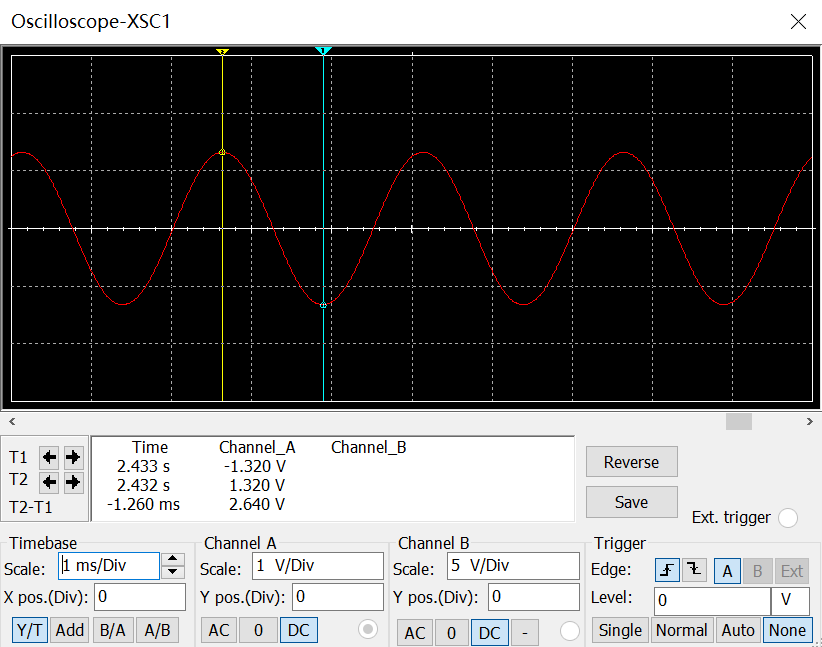 Oscilloscope-XSC1
2 1
T1
T2
T2-T1
Time Channel_A Channel_B
2.433 s -1.320 V
2.432 s 1.320 V
-1.260 ms 2.640 V
Reverse
Save
Ext. trigger
Timebase
Scale: 1 ms/Div
X pos.(Div): 0
Y/T Add B/A A/B
Channel A
Scale: 1 V/Div
Y pos.(Div): 0
AC 0 DC
Channel B
Scale: 5 V/Div
Y pos.(Div): 0
AC 0 DC -
Trigger
Edge: A B Ext
Level: 0 V
Single Normal Auto None